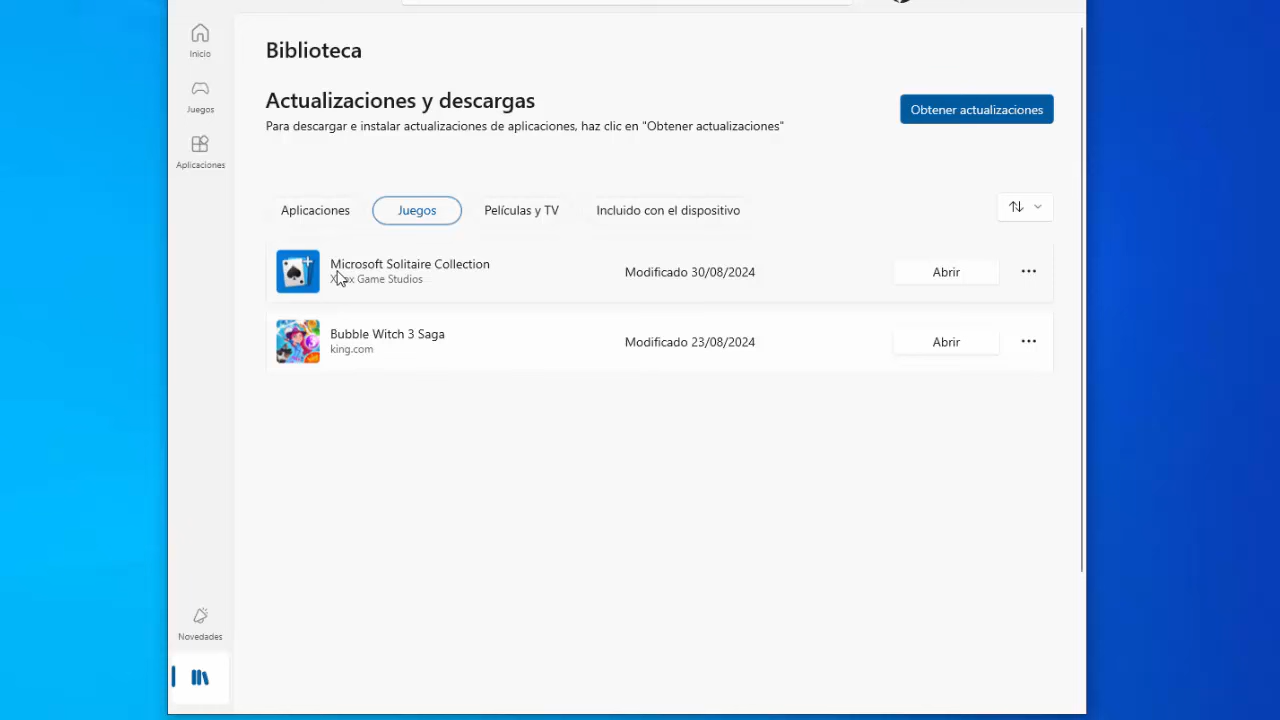 Inicio
Juegos
Aplicaciones
Novedades
Biblioteca
Actualizaciones y descargas
Para descargar e instalar actualizaciones de aplicaciones, haz clic en "Obtener actualizaciones"
Obtener actualizaciones
Aplicaciones Juegos Películas y TV Incluido con el dispositivo
Microsoft Solitaire Collection
Xbox Game Studios
Modificado 30/08/2024
Abrir
Bubble Witch 3 Saga
king.com
Modificado 23/08/2024
Abrir